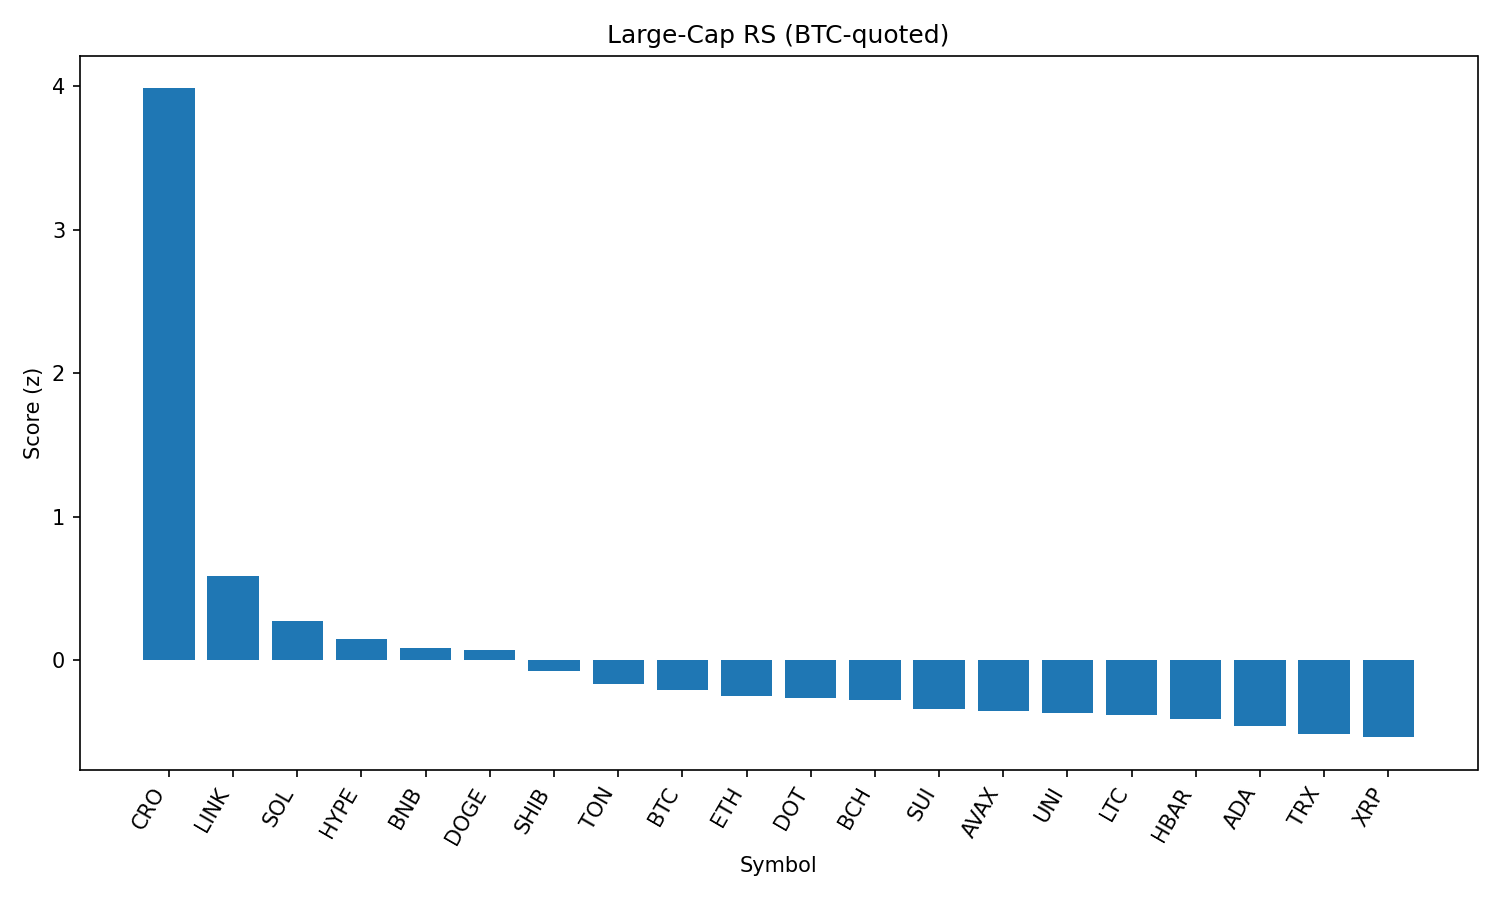 Large-Cap RS (BTC-quoted)
4
3
2
1
0
Score (z)
CRO
LINK
SOL
HYPE
BNB
DOGE
SHIB
TON
BTC
ETH
DOT
BCH
SUI
AVAX
UNI
LTC
HBAR
ADA
TRX
XRP
Symbol